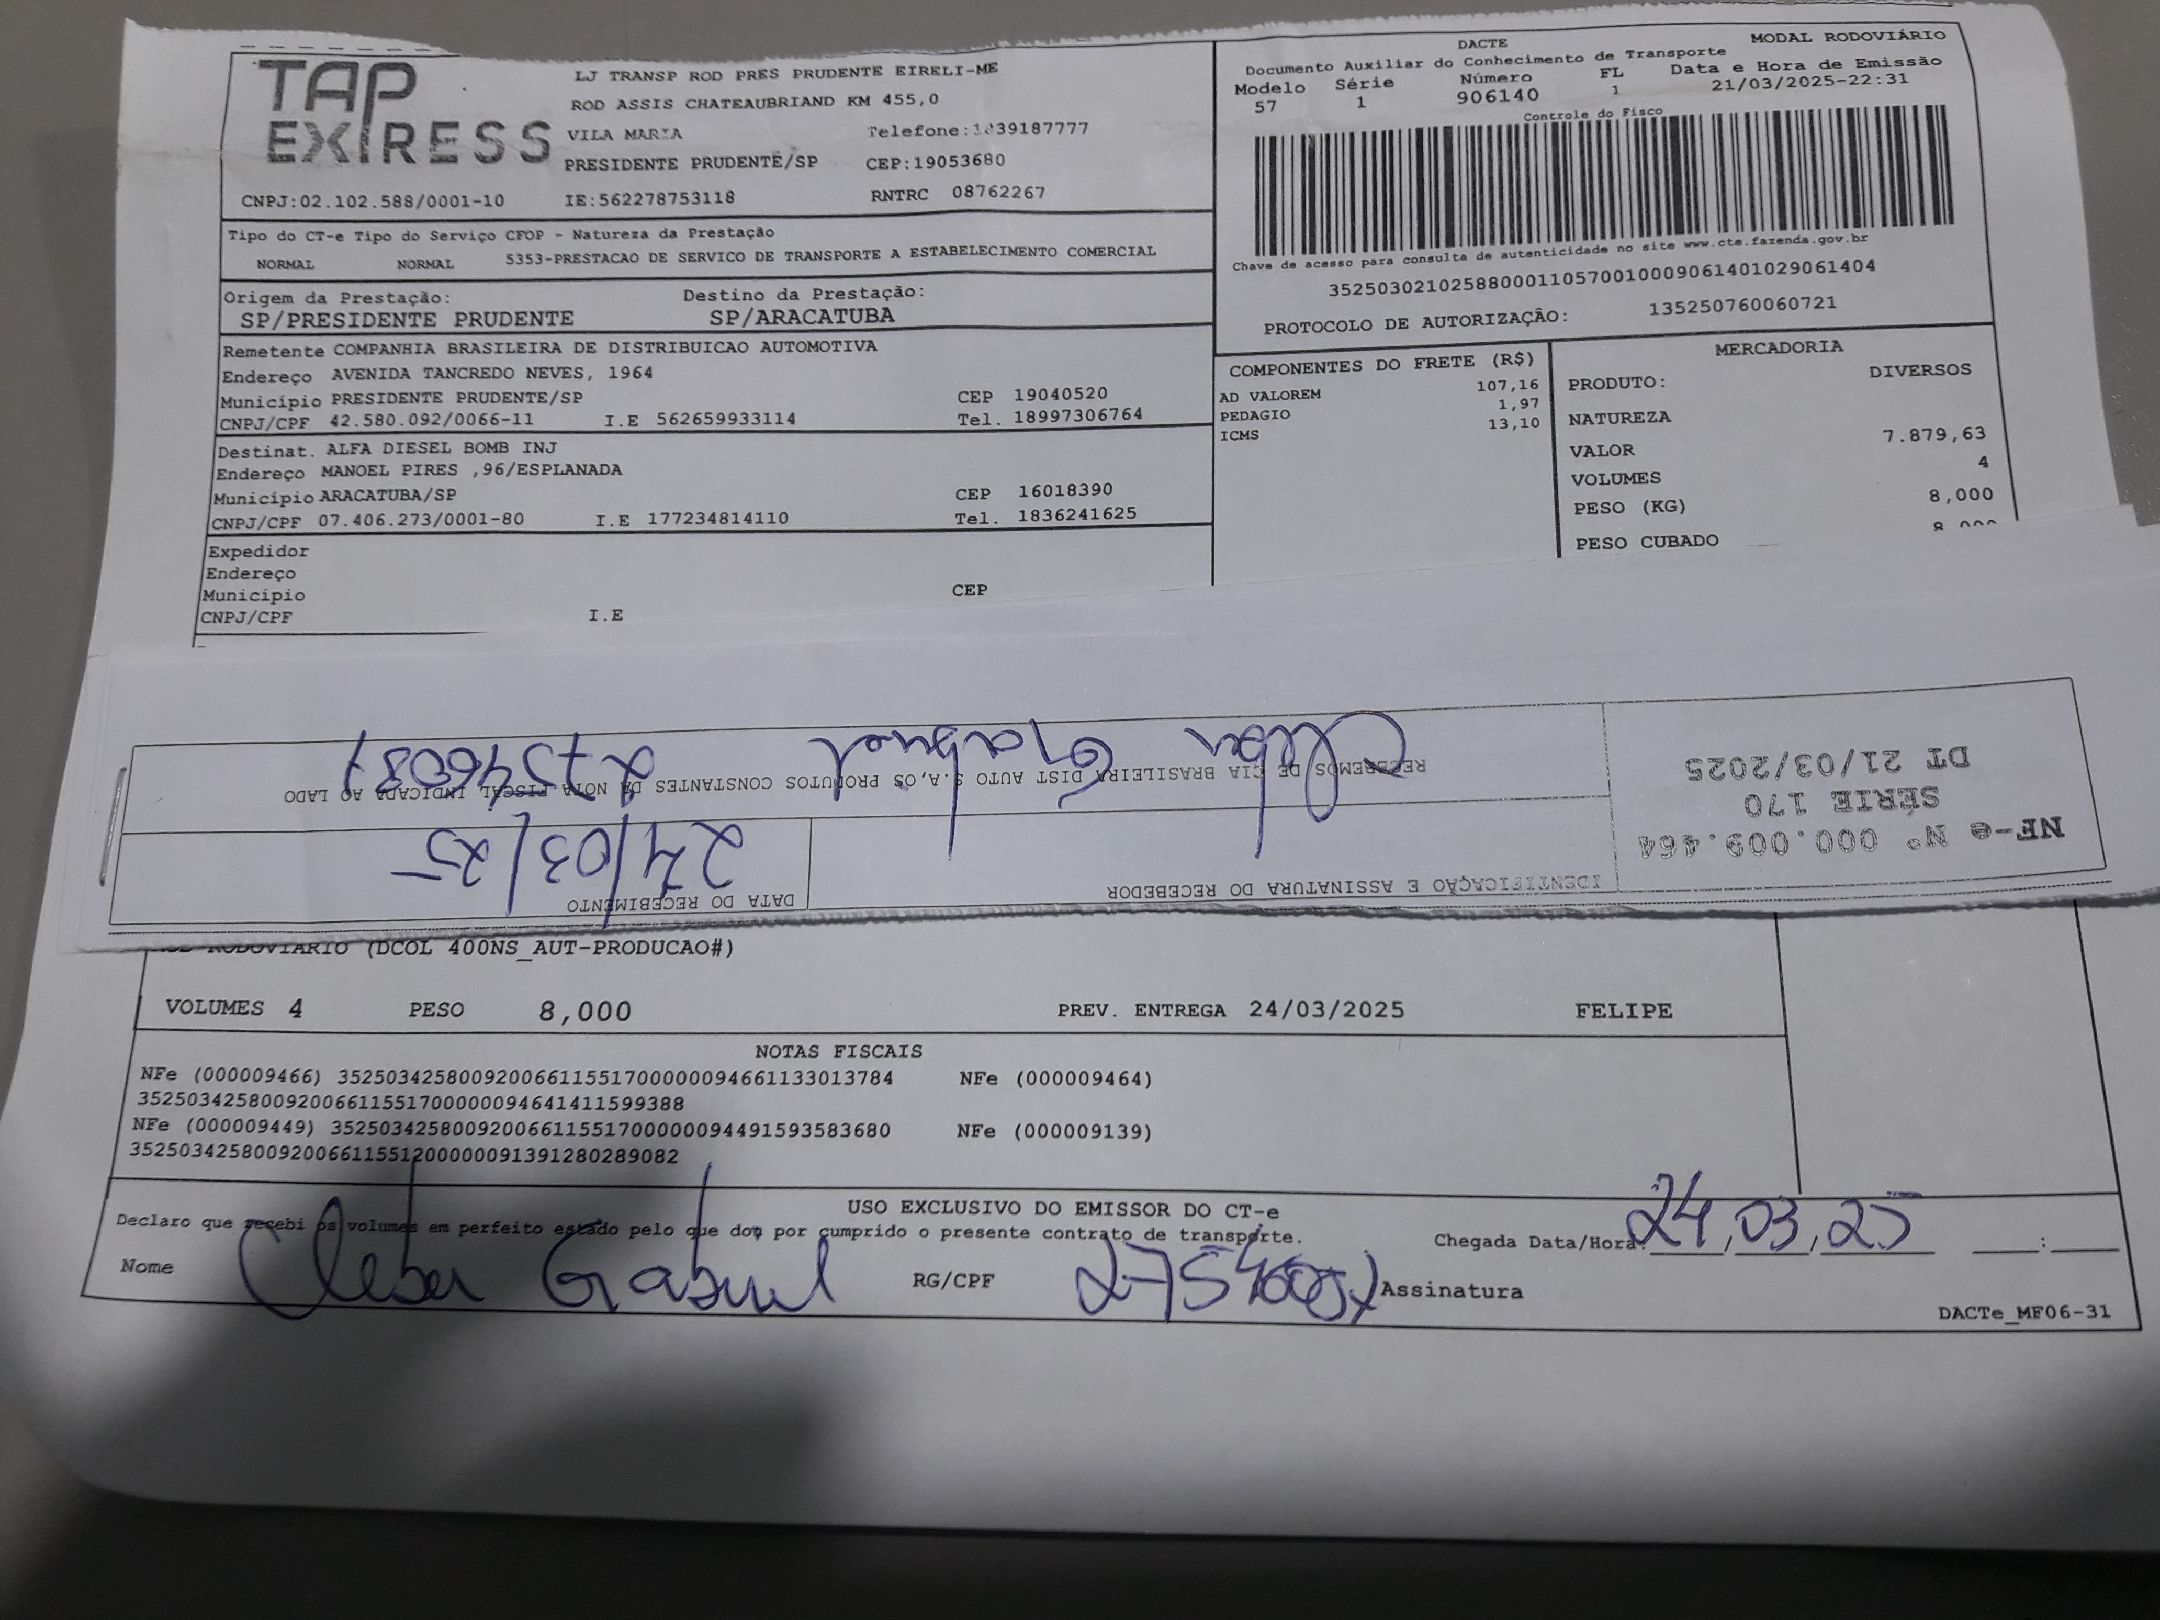 TAP
EXPRESS
LJ TRANSP ROD PRES PRUDENTE EIRELI-ME
ROD ASSIS CHATEAUBRIAND KM 455,0
VILA MARIA Telefone:1839187777
PRESIDENTE PRUDENTE/SP CEP:19053680
CNPJ:02.102.588/0001-10 IE:562278753118 RNTRC 08762267
DACTE MODAL RODOVIÁRIO
Documento Auxiliar do Conhecimento de Transporte
Modelo Série Número FL Data e Hora de Emissão
57 1 906140 1 21/03/2025-22:31
Controle do Fisco
Chave de acesso para consulta de autenticidade no site www.cte.fazenda.gov.br
35250302102588000110570010009061401029061404
PROTOCOLO DE AUTORIZAÇÃO: 135250760060721
Tipo do CT-e Tipo do Serviço CFOP - Natureza da Prestação
NORMAL NORMAL 5353-PRESTACAO DE SERVICO DE TRANSPORTE A ESTABELECIMENTO COMERCIAL
Origem da Prestação: Destino da Prestação:
SP/PRESIDENTE PRUDENTE SP/ARACATUBA
Remetente COMPANHIA BRASILEIRA DE DISTRIBUICAO AUTOMOTIVA
Endereço AVENIDA TANCREDO NEVES, 1964
Município PRESIDENTE PRUDENTE/SP CEP 19040520
CNPJ/CPF 42.580.092/0066-11 I.E 562659933114 Tel. 18997306764
Destinat. ALFA DIESEL BOMB INJ
Endereço MANOEL PIRES ,96/ESPLANADA
Município ARACATUBA/SP CEP 16018390
CNPJ/CPF 07.406.273/0001-80 I.E 177234814110 Tel. 1836241625
Expedidor
Endereço
Município CEP
CNPJ/CPF I.E
COMPONENTES DO FRETE (R$)
AD VALOREM 107,16
PEDAGIO 1,97
ICMS 13,10
MERCADORIA
PRODUTO: DIVERSOS
NATUREZA
VALOR 7.879,63
VOLUMES 4
PESO (KG) 8,000
PESO CUBADO 8,000
NF-e Nº 000.009.464
SÉRIE 170
DT 21/03/2025
IDENTIFICAÇÃO E ASSINATURA DO RECEBEDOR
DATA DO RECEBIMENTO
24/03/25
RECEBEMOS DE CIA BRASILEIRA DIST AUTO S.A,OS PRODUTOS CONSTANTES DA NOTA FISCAL INDICADA AO LADO
Cleber Gabriel
RODOVIARIO (DCOL 400NS_AUT-PRODUCAO#)
VOLUMES 4 PESO 8,000 PREV. ENTREGA 24/03/2025 FELIPE
NOTAS FISCAIS
NFe (000009466) 35250342580092006611551700000094661133013784 NFe (000009464)
35250342580092006611551700000094641411599388
NFe (000009449) 35250342580092006611551700000094491593583680 NFe (000009139)
35250342580092006611551200000091391280289082
USO EXCLUSIVO DO EMISSOR DO CT-e
Declaro que recebi os volumes em perfeito estado pelo que dou por cumprido o presente contrato de transporte.
Chegada Data/Hora: 24,03,25 :
Nome Cleber Gabriel RG/CPF Assinatura
DACTe_MF06-31